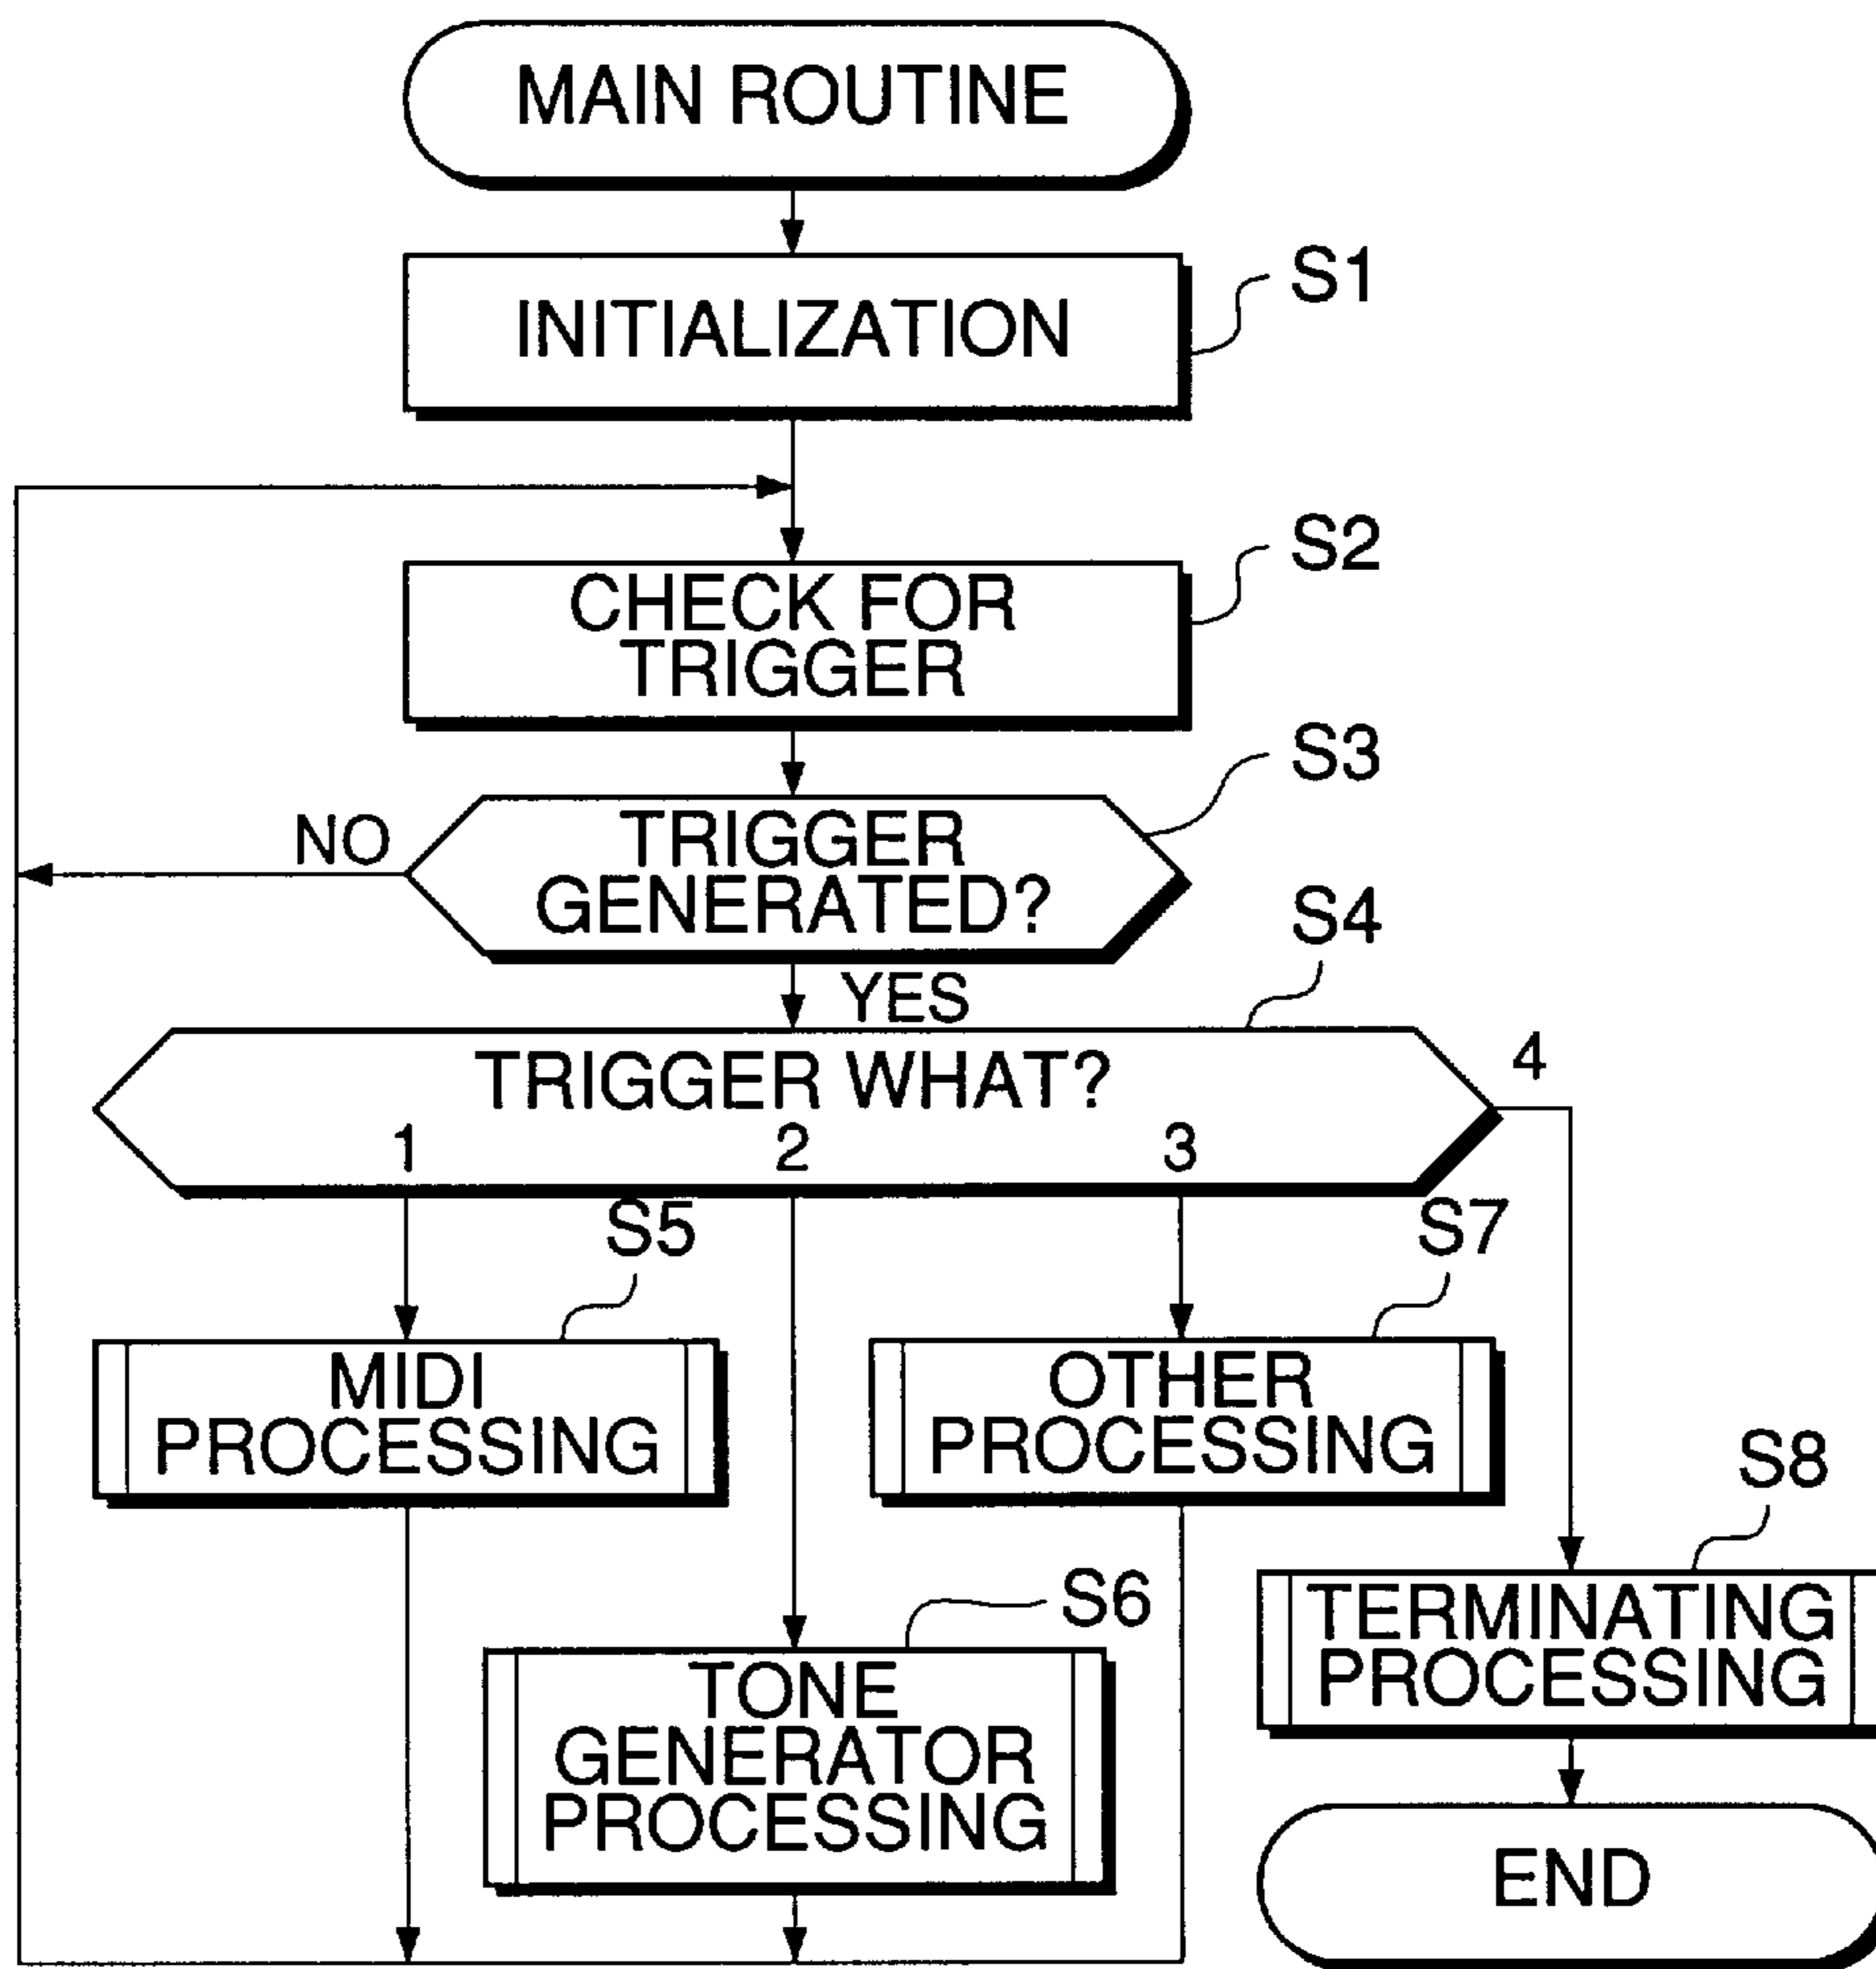 MAIN ROUTINE
INITIALIZATION
S1
CHECK FOR
TRIGGER
S2
TRIGGER
GENERATED?
S3
NO
YES
S4
TRIGGER WHAT?
1
2
3
4
S5
MIDI
PROCESSING
S7
OTHER
PROCESSING
S6
TONE
GENERATOR
PROCESSING
S8
TERMINATING
PROCESSING
END